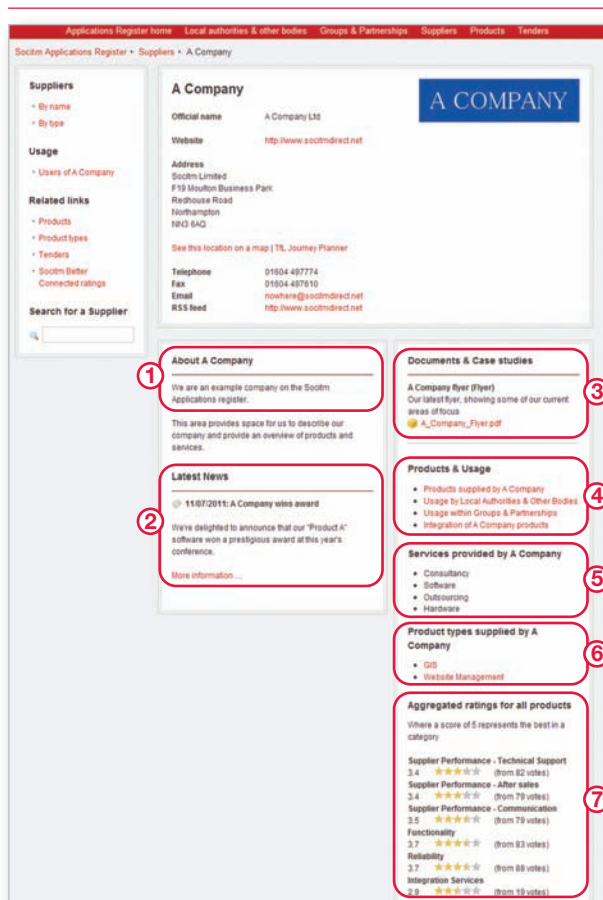 Applications Register home Local authorities & other bodies Groups & Partnerships Suppliers Products Tenders
Socitm Applications Register • Suppliers • A Company
Suppliers
• By name
• By type
Usage
• Users of A Company
Related links
• Products
• Product types
• Tenders
• Socitm Better
Connected ratings
Search for a Supplier
A Company
A COMPANY
Official name A Company Ltd
Website http://www.socitmdirect.net
Address
Socitm Limited
F19 Moulton Business Park
Redhouse Road
Northampton
NN3 6AQ
See this location on a map | TfL Journey Planner
Telephone 01604 497774
Fax 01604 497610
Email nowhere@socitmdirect.net
RSS feed http://www.socitmdirect.net
1
About A Company
We are an example company on the Socitm
Applications register.
This area provides space for us to describe our
company and provide an overview of products and
services.
2
Latest News
11/07/2011: A Company wins award
We're delighted to announce that our "Product A"
software won a prestigious award at this year's
conference.
More information ...
Documents & Case studies
3
A Company flyer (Flyer)
Our latest flyer, showing some of our current
areas of focus
A_Company_Flyer.pdf
Products & Usage
4
• Products supplied by A Company
• Usage by Local Authorities & Other Bodies
• Usage within Groups & Partnerships
• Integration of A Company products
Services provided by A Company
5
• Consultancy
• Software
• Outsourcing
• Hardware
Product types supplied by A
Company
6
• GIS
• Website Management
Aggregated ratings for all products
7
Where a score of 5 represents the best in a
category
Supplier Performance - Technical Support
3.4 (from 82 votes)
Supplier Performance - After sales
3.4 (from 79 votes)
Supplier Performance - Communication
3.5 (from 79 votes)
Functionality
3.7 (from 83 votes)
Reliability
3.7 (from 88 votes)
Integration Services
2.9 (from 19 votes)